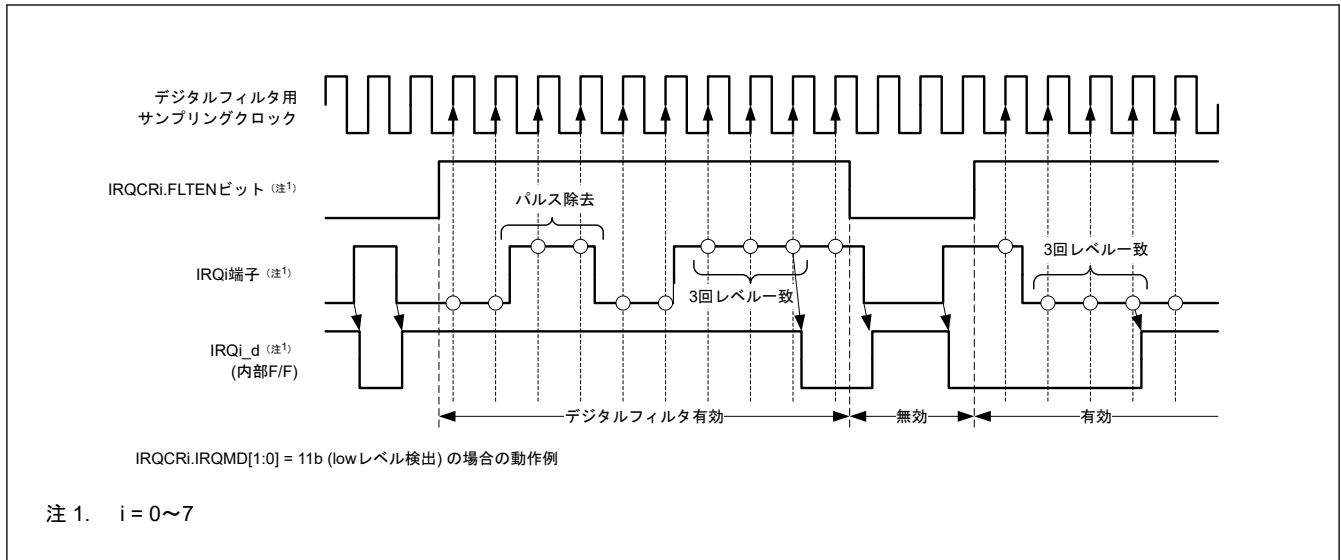 デジタルフィルタ用
サンプリングクロック
IRQCRi.FLTENビット (注1)
パルス除去
IRQi端子 (注1)
3回レベル一致
3回レベル一致
IRQi_d (注1)
(内部F/F)
デジタルフィルタ有効
無効
有効
IRQCRi.IRQMD[1:0] = 11b (lowレベル検出) の場合の動作例
注 1. i = 0～7